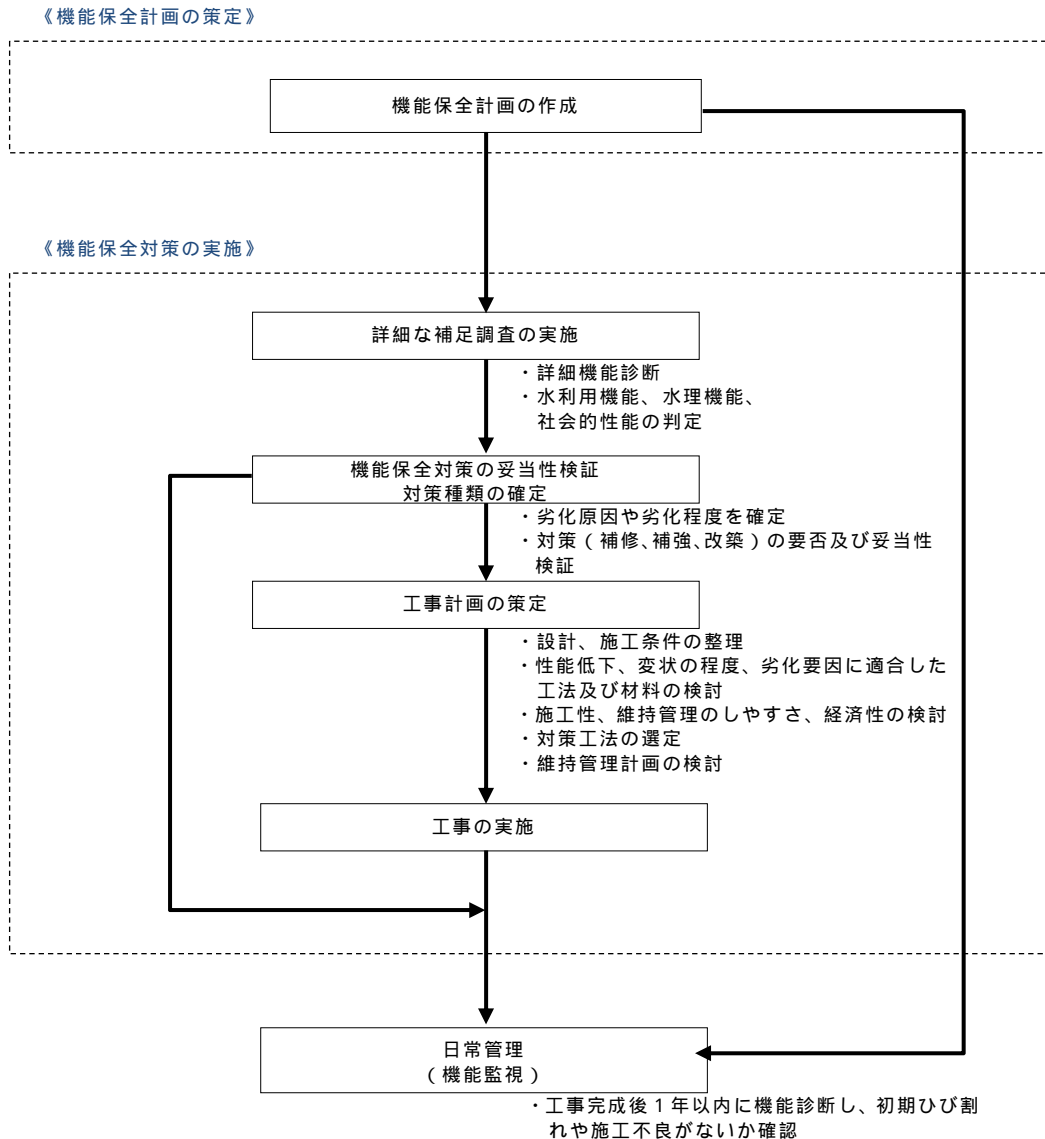 《機能保全計画の策定》
機能保全計画の作成
《機能保全対策の実施》
詳細な補足調査の実施
・詳細機能診断
・水利用機能、水理機能、
社会的性能の判定
機能保全対策の妥当性検証
対策種類の確定
・劣化原因や劣化程度を確定
・対策(補修、補強、改築)の要否及び妥当性
検証
工事計画の策定
・設計、施工条件の整理
・性能低下、変状の程度、劣化要因に適合した
工法及び材料の検討
・施工性、維持管理のしやすさ、経済性の検討
・対策工法の選定
・維持管理計画の検討
工事の実施
日常管理
(機能監視)
・工事完成後1年以内に機能診断し、初期ひび割
れや施工不良がないか確認